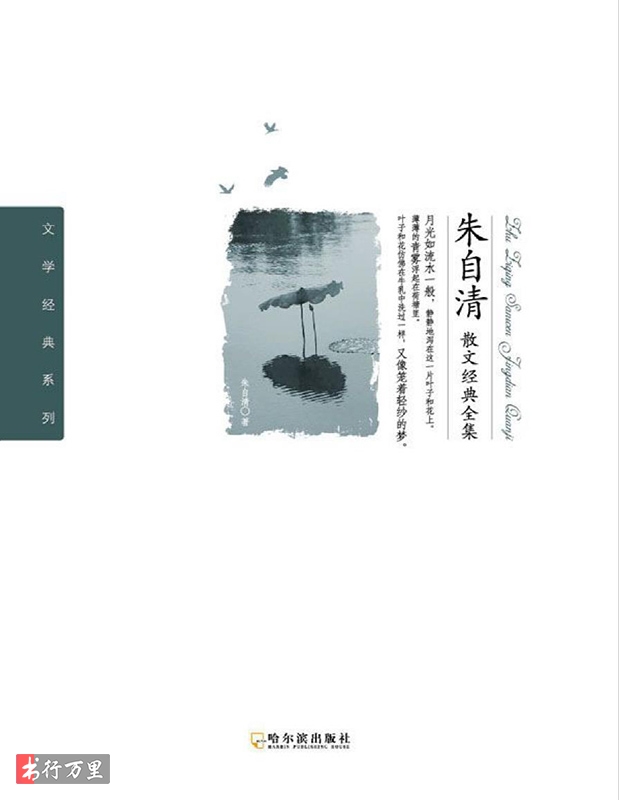 文学经典系列
Zhu Ziqing Sanwen Jingdian Quanji
朱自清
散文经典全集
月光如流水一般，静静地泻在这一片叶子和花上。
薄薄的青雾浮起在荷塘里。
叶子和花仿佛在牛乳中洗过一样，又像笼着轻纱的梦。
朱自清○著
哈尔滨出版社
HARBIN PUBLISHING HOUSE
书行万里